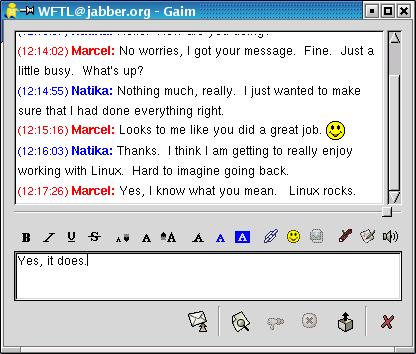 WFTL@jabber.org - Gaim
(12:14:02) Marcel: No worries, I got your message. Fine. Just a
little busy. What's up?
(12:14:55) Natika: Nothing much, really. I just wanted to make
sure that I had done everything right.
(12:15:16) Marcel: Looks to me like you did a great job.
(12:16:03) Natika: Thanks. I think I am getting to really enjoy
working with Linux. Hard to imagine going back.
(12:17:26) Marcel: Yes, I know what you mean. Linux rocks.
B I U S A A A A A A
Yes, it does.